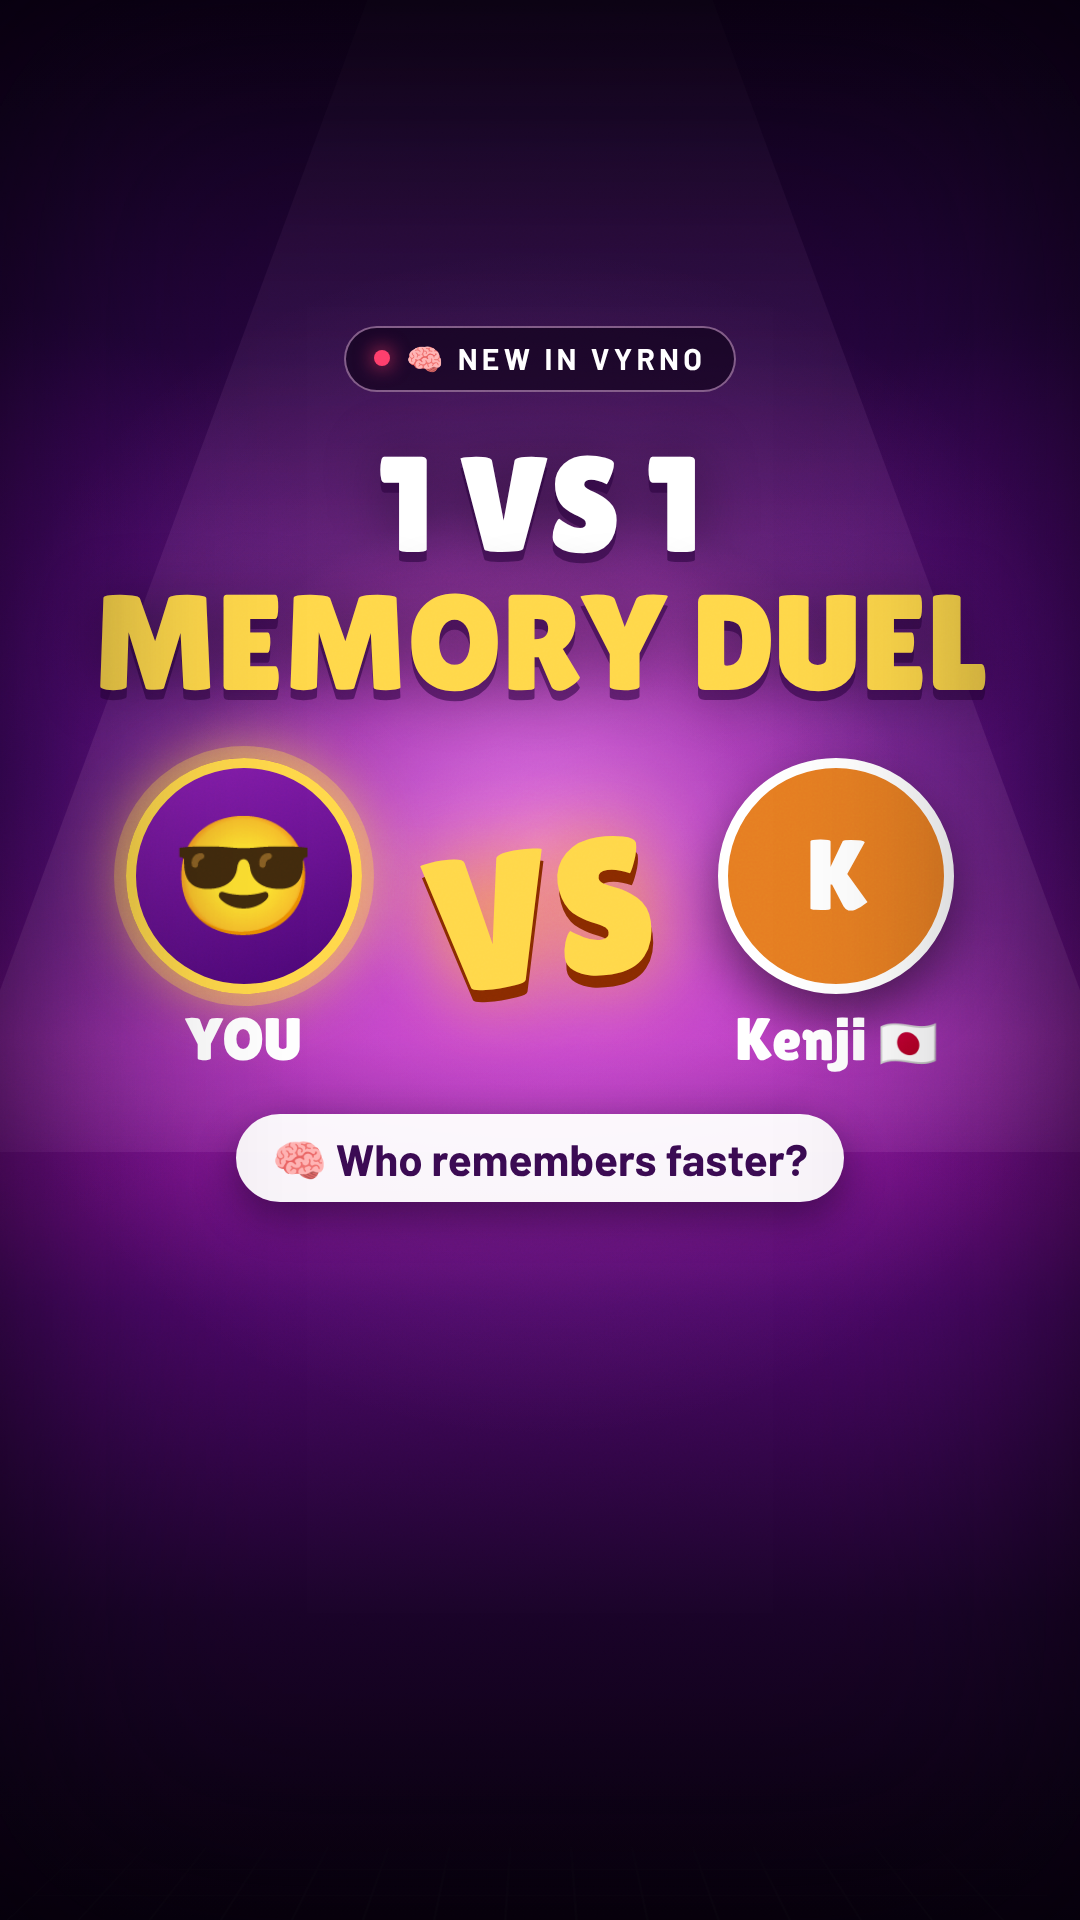 🧠 NEW IN VYRNO
1 VS 1
MEMORY DUEL
VS
K
YOU
Kenji 🇯🇵
🧠 Who remembers faster?